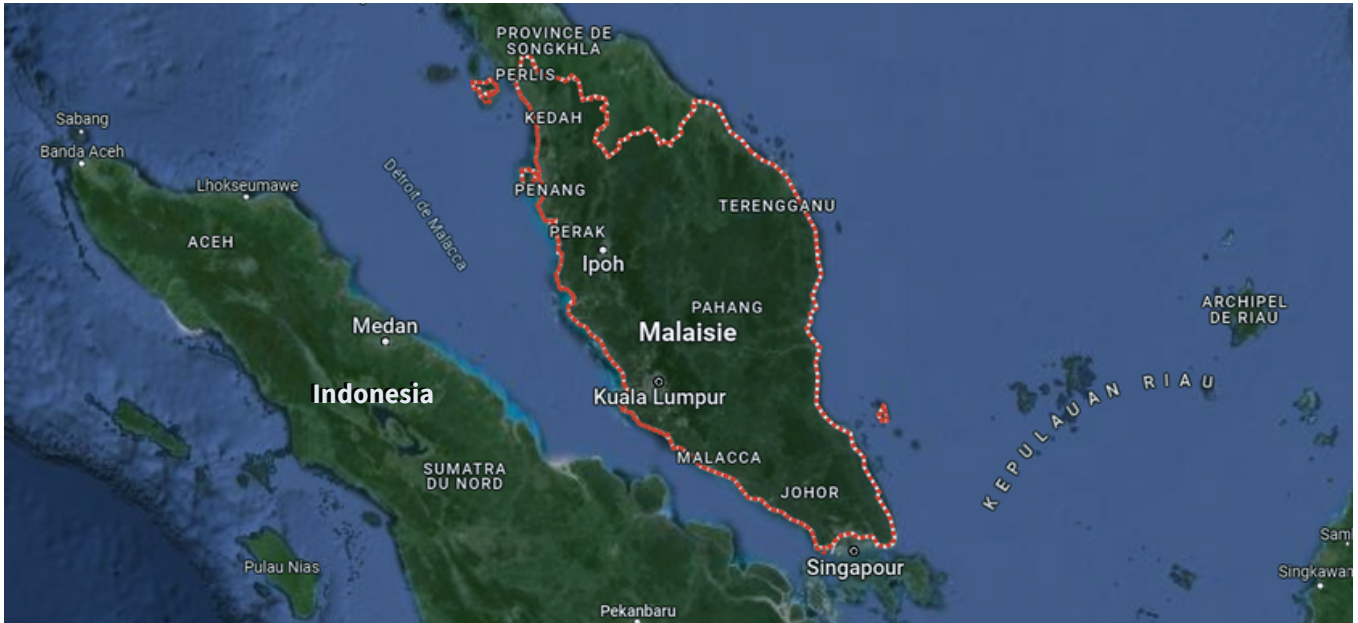 PROVINCE DE
SONGKHLA
PERLIS
Sabang
KEDAH
Banda Aceh
Détroit de Malacca
Lhokseumawe
PENANG
TERENGGANU
ACEH
PERAK
Ipoh
PAHANG
ARCHIPEL
DE RIAU
Medan
Malaisie
Indonesia
Kuala Lumpur
KEPULAUAN RIAU
MALACCA
SUMATRA
DU NORD
JOHOR
Pulau Nias
Singapour
Pekanbaru